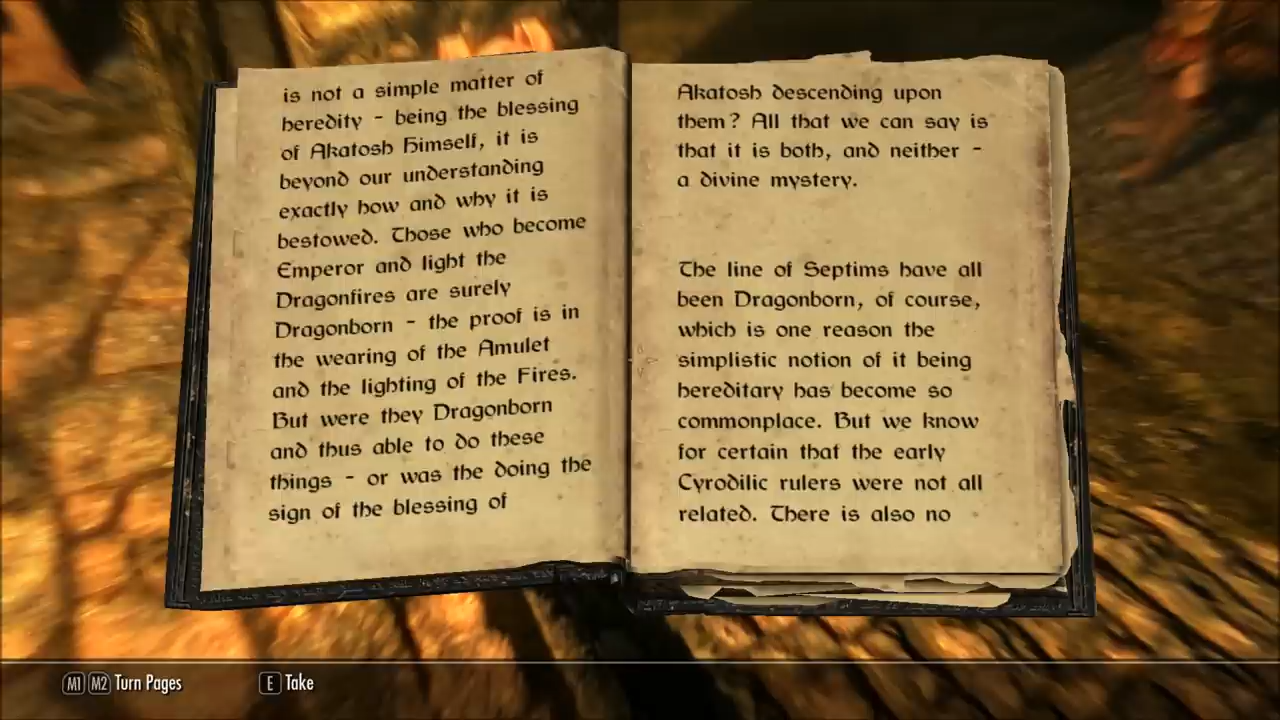 is not a simple matter of
heredity - being the blessing
of Akatosh Himself, it is
beyond our understanding
exactly how and why it is
bestowed. Those who become
Emperor and light the
Dragonfires are surely
Dragonborn - the proof is in
the wearing of the Amulet
and the lighting of the Fires.
But were they Dragonborn
and thus able to do these
things - or was the doing the
sign of the blessing of
Akatosh descending upon
them? All that we can say is
that it is both, and neither -
a divine mystery.
The line of Septims have all
been Dragonborn, of course,
which is one reason the
simplistic notion of it being
hereditary has become so
commonplace. But we know
for certain that the early
Cyrodilic rulers were not all
related. There is also no
M1 M2 Turn Pages E Take